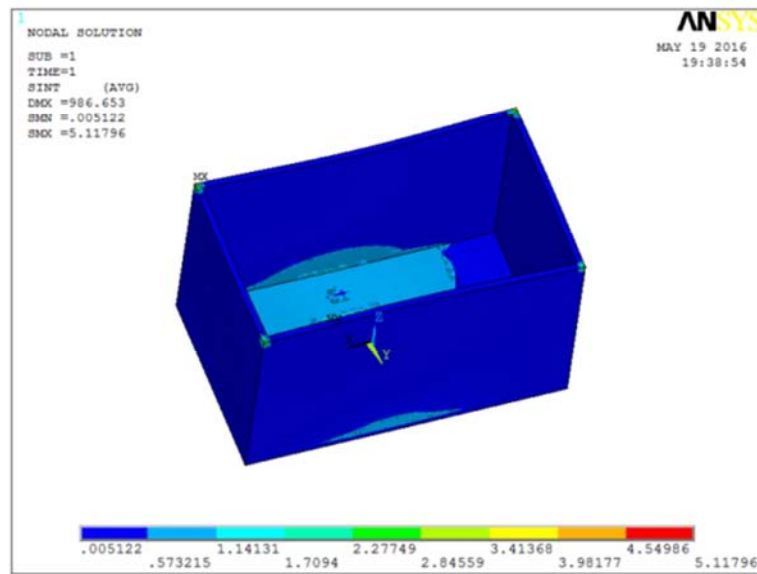 1
NODAL SOLUTION
SUB =1
TIME=1
SINT (AVG)
DMX =986.653
SMN =.005122
SMX =5.11796
ANSYS
MAY 19 2016
19:38:54
MX
Z
Y
.005122 1.14131 2.27749 3.41368 4.54986
.573215 1.7094 2.84559 3.98177 5.11796